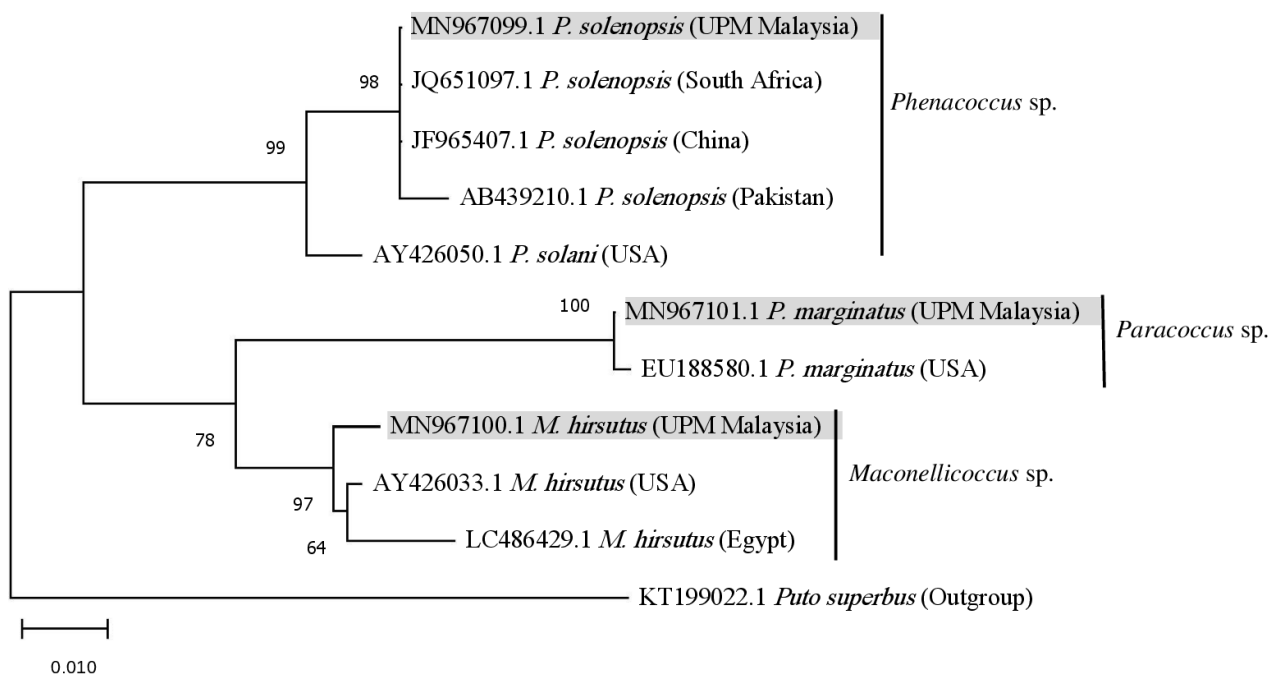 MN967099.1 P. solenopsis (UPM Malaysia)
98
JQ651097.1 P. solenopsis (South Africa)
Phenacoccus sp.
JF965407.1 P. solenopsis (China)
99
AB439210.1 P. solenopsis (Pakistan)
AY426050.1 P. solani (USA)
100
MN967101.1 P. marginatus (UPM Malaysia)
Paracoccus sp.
EU188580.1 P. marginatus (USA)
MN967100.1 M. hirsutus (UPM Malaysia)
78
Maconellicoccus sp.
AY426033.1 M. hirsutus (USA)
97
LC486429.1 M. hirsutus (Egypt)
64
KT199022.1 Puto superbus (Outgroup)
0.010